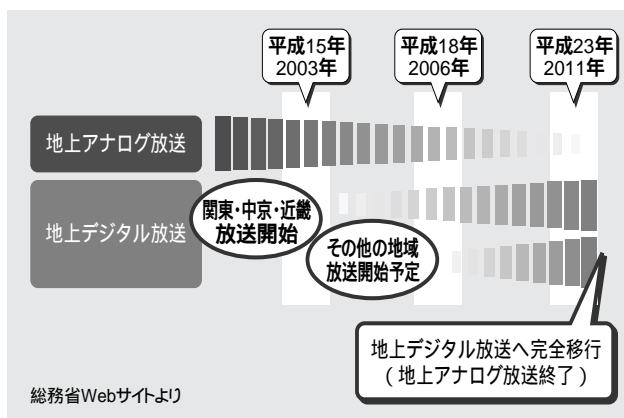 平成15年
2003年
平成18年
2006年
平成23年
2011年
地上アナログ放送
地上デジタル放送
関東・中京・近畿
放送開始
その他の地域
放送開始予定
地上デジタル放送へ完全移行
(地上アナログ放送終了)
総務省Webサイトより